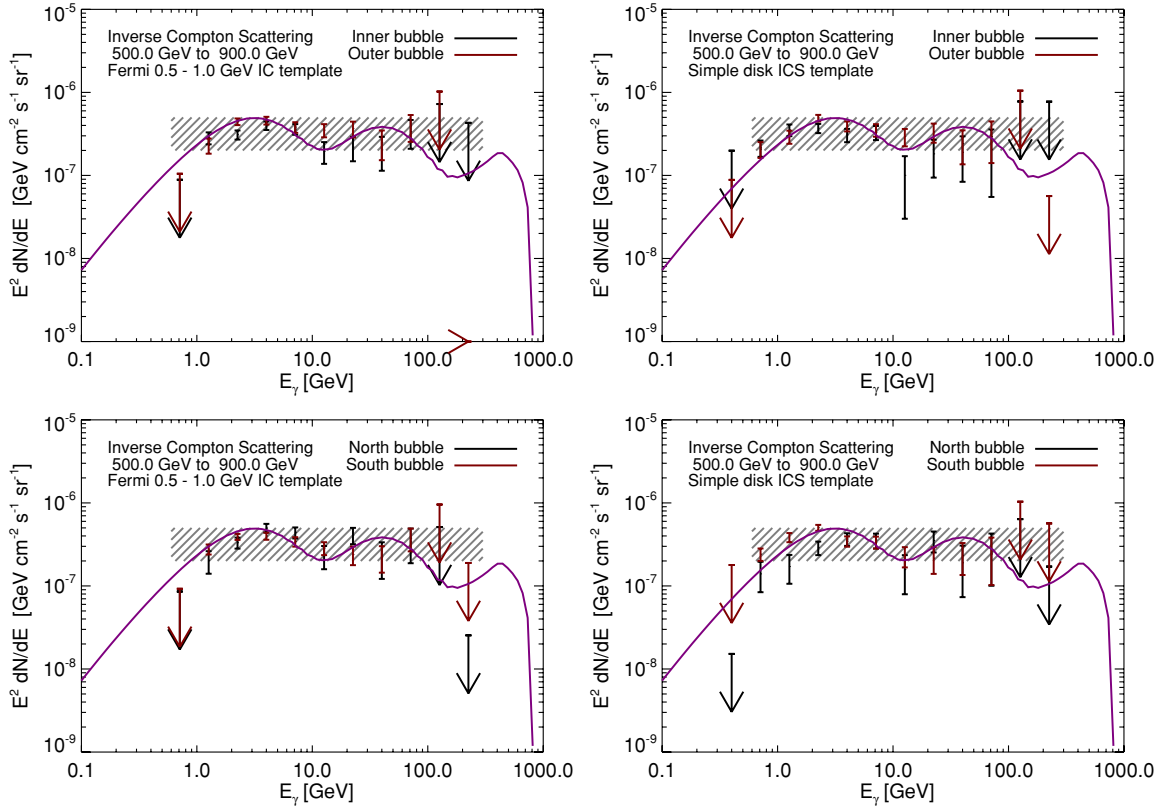 10⁻⁵
10⁻⁶
10⁻⁷
10⁻⁸
10⁻⁹
E² dN/dE [GeV cm⁻² s⁻¹ sr⁻¹]
Inverse Compton Scattering
500.0 GeV to 900.0 GeV
Fermi 0.5 - 1.0 GeV IC template
Inner bubble
Outer bubble
0.1 1.0 10.0 100.0 1000.0
E_γ [GeV]
10⁻⁵
10⁻⁶
10⁻⁷
10⁻⁸
10⁻⁹
E² dN/dE [GeV cm⁻² s⁻¹ sr⁻¹]
Inverse Compton Scattering
500.0 GeV to 900.0 GeV
Simple disk ICS template
Inner bubble
Outer bubble
0.1 1.0 10.0 100.0 1000.0
E_γ [GeV]
10⁻⁵
10⁻⁶
10⁻⁷
10⁻⁸
10⁻⁹
E² dN/dE [GeV cm⁻² s⁻¹ sr⁻¹]
Inverse Compton Scattering
500.0 GeV to 900.0 GeV
Fermi 0.5 - 1.0 GeV IC template
North bubble
South bubble
0.1 1.0 10.0 100.0 1000.0
E_γ [GeV]
10⁻⁵
10⁻⁶
10⁻⁷
10⁻⁸
10⁻⁹
E² dN/dE [GeV cm⁻² s⁻¹ sr⁻¹]
Inverse Compton Scattering
500.0 GeV to 900.0 GeV
Simple disk ICS template
North bubble
South bubble
0.1 1.0 10.0 100.0 1000.0
E_γ [GeV]